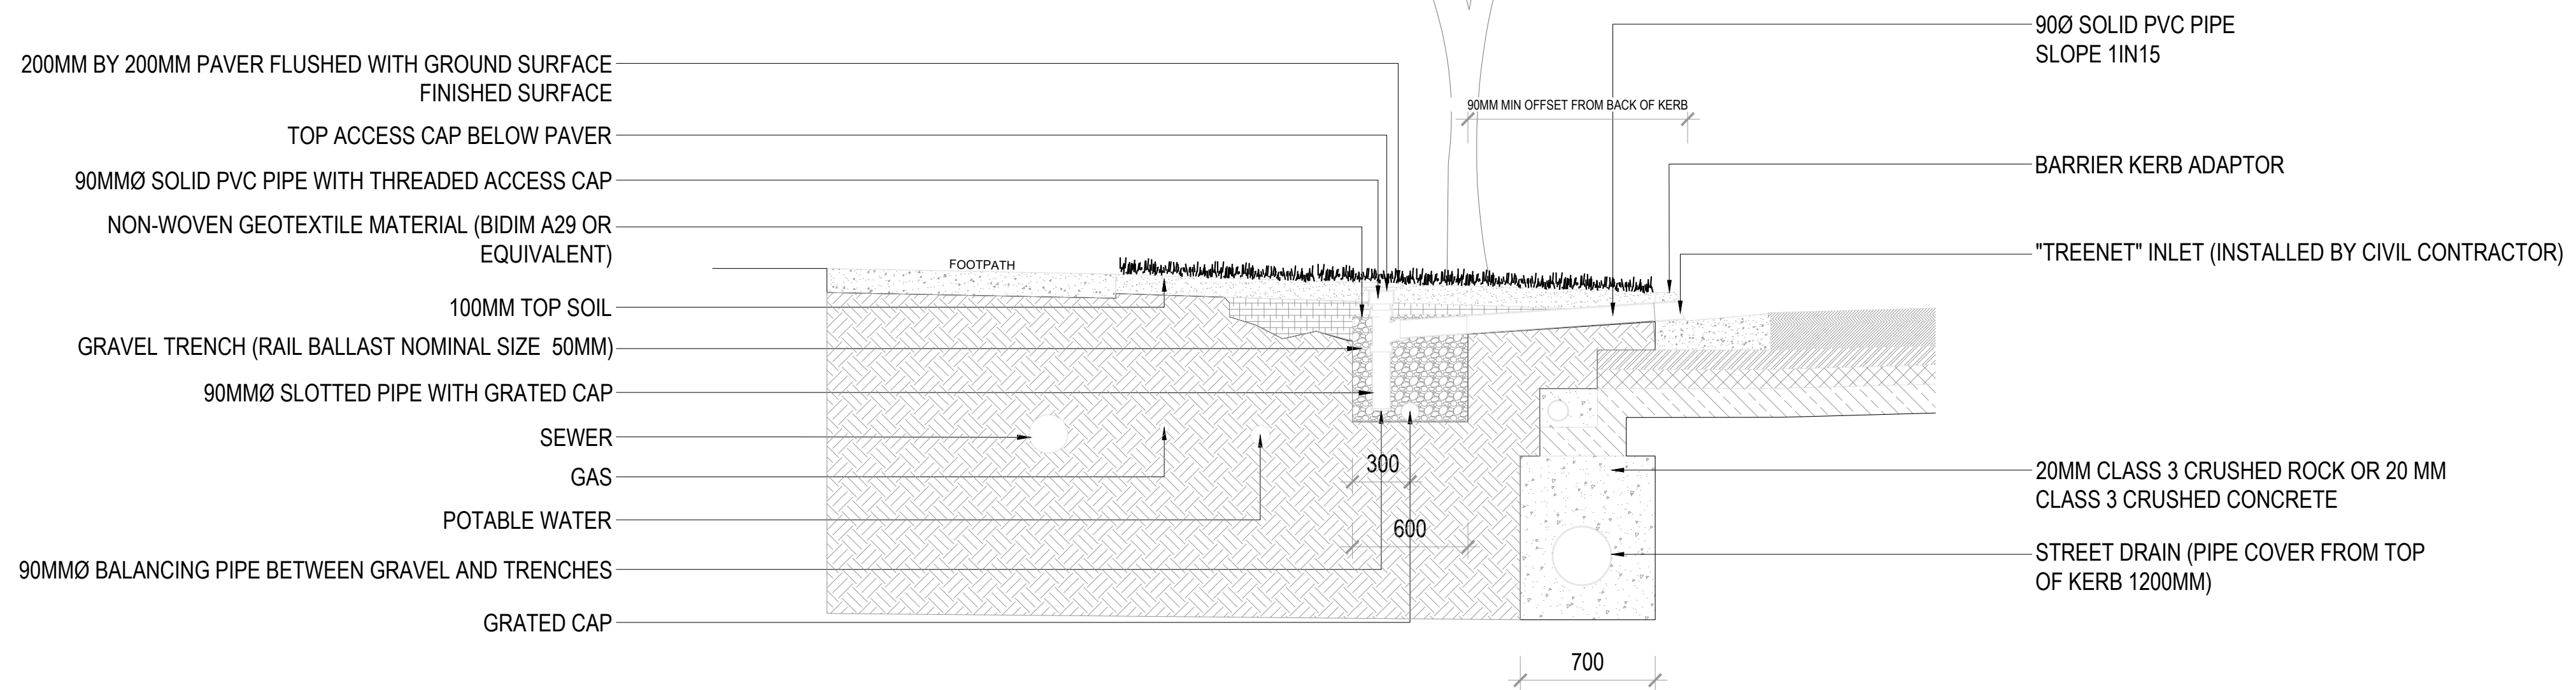 200MM BY 200MM PAVER FLUSHED WITH GROUND SURFACE
FINISHED SURFACE
TOP ACCESS CAP BELOW PAVER
90MMØ SOLID PVC PIPE WITH THREADED ACCESS CAP
NON-WOVEN GEOTEXTILE MATERIAL (BIDIM A29 OR
EQUIVALENT)
100MM TOP SOIL
GRAVEL TRENCH (RAIL BALLAST NOMINAL SIZE 50MM)
90MMØ SLOTTED PIPE WITH GRATED CAP
SEWER
GAS
POTABLE WATER
90MMØ BALANCING PIPE BETWEEN GRAVEL AND TRENCHES
GRATED CAP
FOOTPATH
90MM MIN OFFSET FROM BACK OF KERB
300
600
700
90Ø SOLID PVC PIPE
SLOPE 1IN15
BARRIER KERB ADAPTOR
"TREENET" INLET (INSTALLED BY CIVIL CONTRACTOR)
20MM CLASS 3 CRUSHED ROCK OR 20 MM
CLASS 3 CRUSHED CONCRETE
STREET DRAIN (PIPE COVER FROM TOP
OF KERB 1200MM)